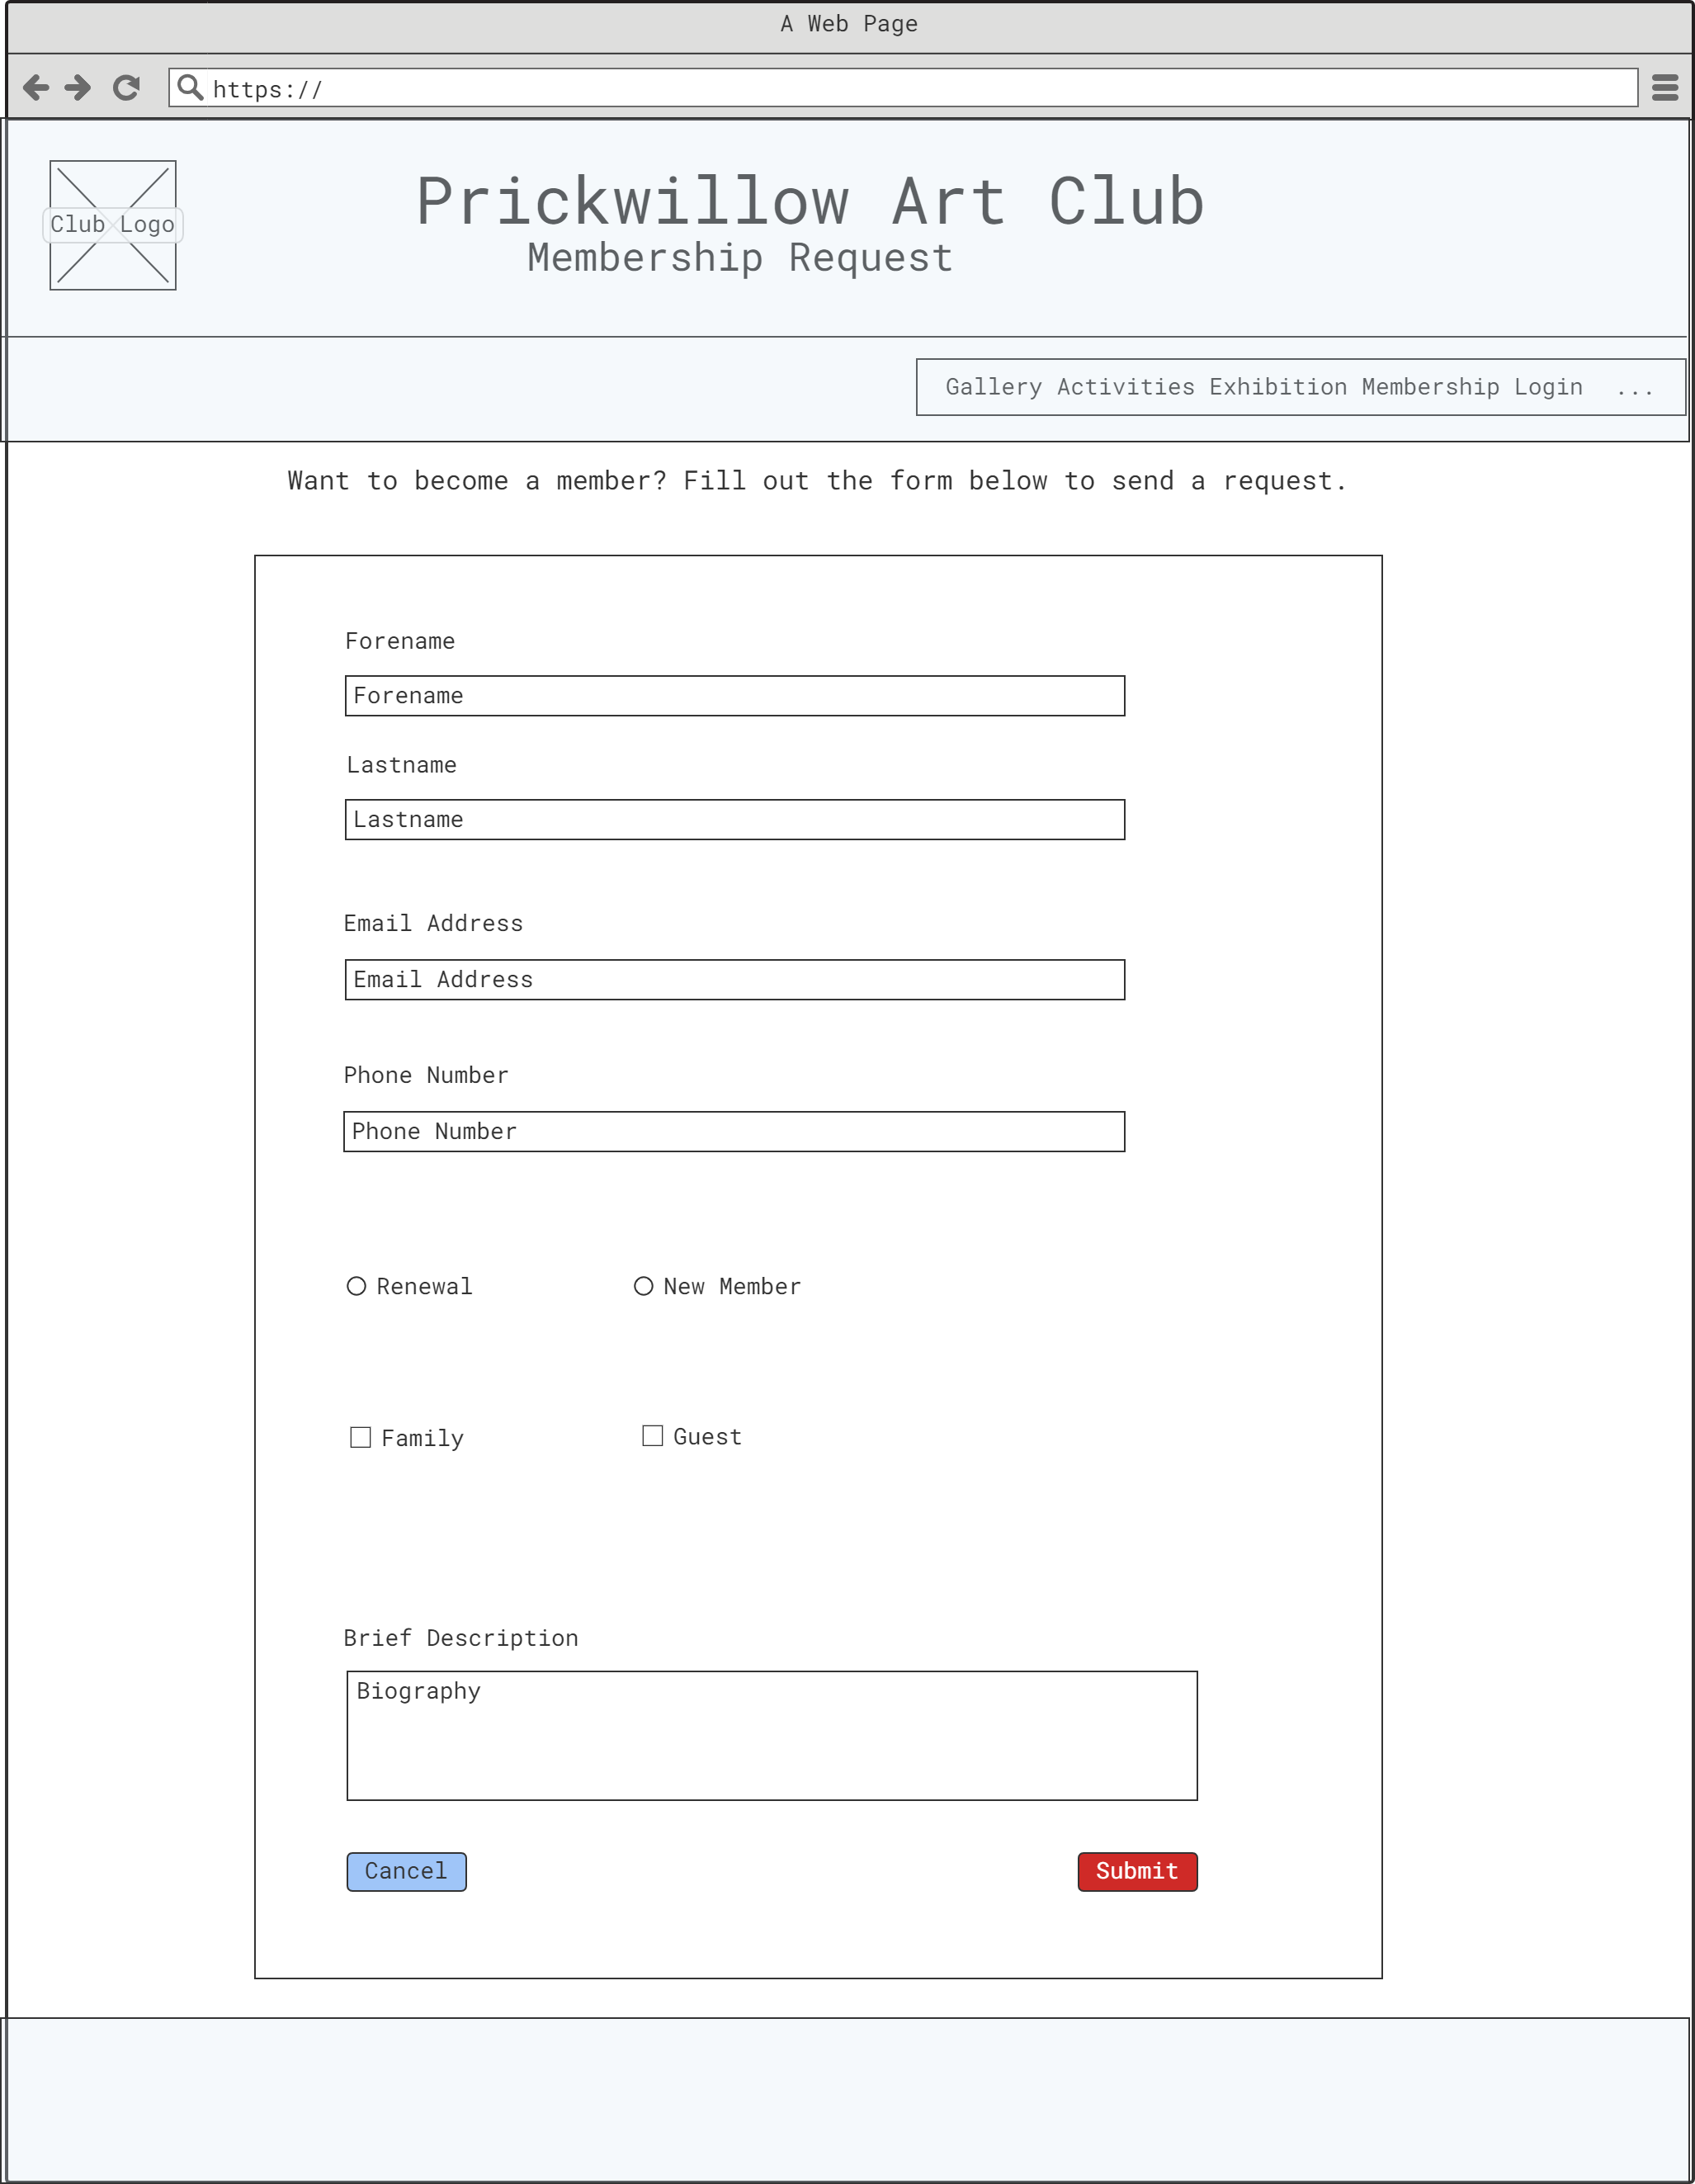 A Web Page
https://
Club Logo
Prickwillow Art Club
Membership Request
Gallery Activities Exhibition Membership Login ...
Want to become a member? Fill out the form below to send a request.
Forename
Forename
Lastname
Lastname
Email Address
Email Address
Phone Number
Phone Number
Renewal New Member
Family Guest
Brief Description
Biography
Cancel Submit